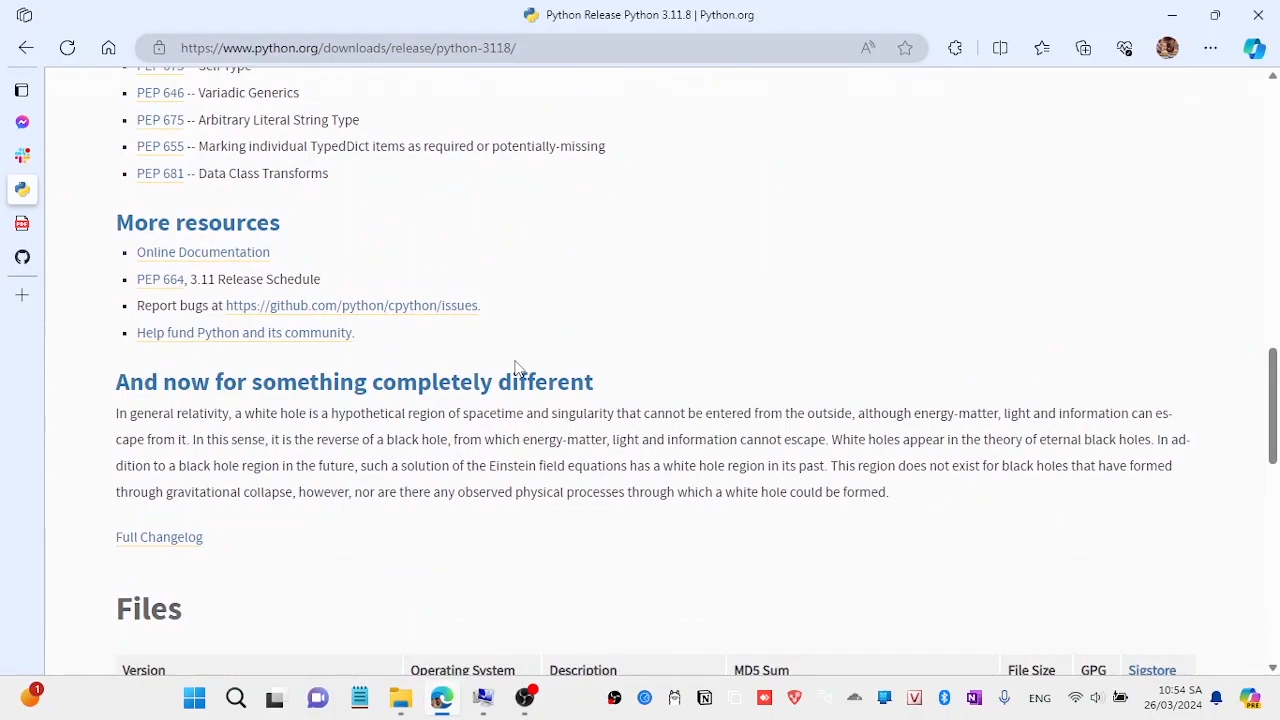 Python Release Python 3.11.8 | Python.org
https://www.python.org/downloads/release/python-3118/
PEP 673 -- Self Type
PEP 646 -- Variadic Generics
PEP 675 -- Arbitrary Literal String Type
PEP 655 -- Marking individual TypedDict items as required or potentially-missing
PEP 681 -- Data Class Transforms
More resources
Online Documentation
PEP 664, 3.11 Release Schedule
Report bugs at https://github.com/python/cpython/issues.
Help fund Python and its community.
And now for something completely different
In general relativity, a white hole is a hypothetical region of spacetime and singularity that cannot be entered from the outside, although energy-matter, light and information can es-
cape from it. In this sense, it is the reverse of a black hole, from which energy-matter, light and information cannot escape. White holes appear in the theory of eternal black holes. In ad-
dition to a black hole region in the future, such a solution of the Einstein field equations has a white hole region in its past. This region does not exist for black holes that have formed
through gravitational collapse, however, nor are there any observed physical processes through which a white hole could be formed.
Full Changelog
Files
Version Operating System Description MD5 Sum File Size GPG Sigstore
1 ENG 10:54 SA PRE
26/03/2024